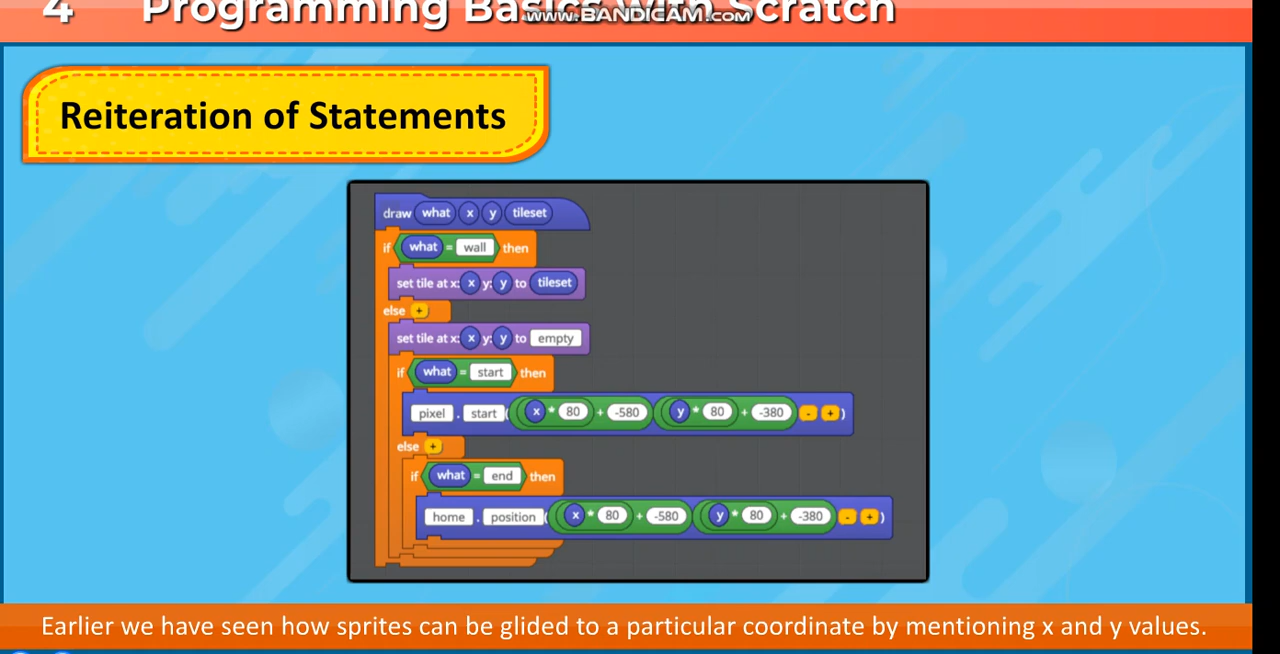 4 Programming Basics With Scratch
www.BANDICAM.com
Reiteration of Statements
draw what x y tileset
if what = wall then
set tile at x: x y: y to tileset
else +
set tile at x: x y: y to empty
if what = start then
pixel . start ( x * 80 + -580 y * 80 + -380 - + )
else +
if what = end then
home . position ( x * 80 + -580 y * 80 + -380 - + )
Earlier we have seen how sprites can be glided to a particular coordinate by mentioning x and y values.